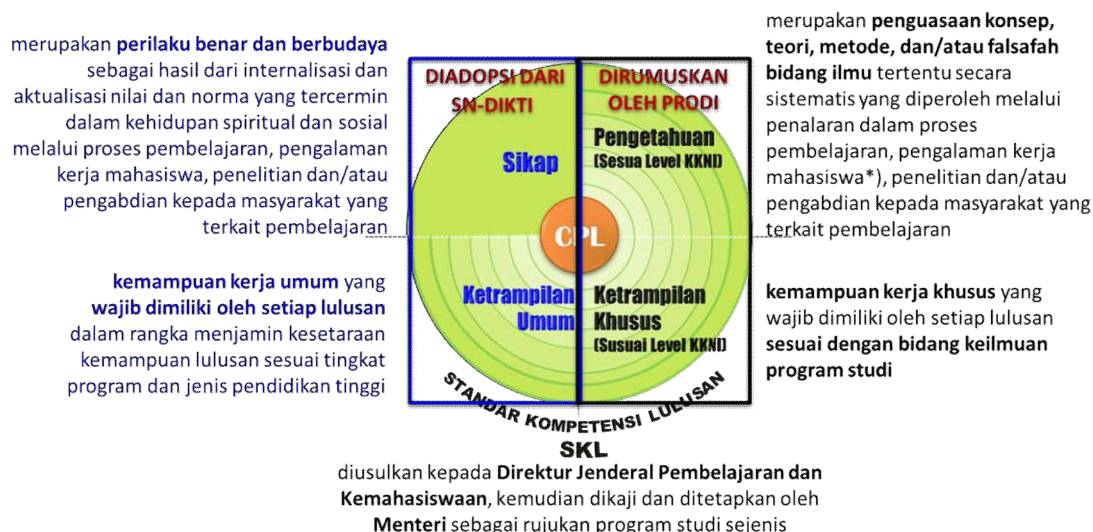 merupakan perilaku benar dan berbudaya
sebagai hasil dari internalisasi dan
aktualisasi nilai dan norma yang tercermin
dalam kehidupan spiritual dan sosial
melalui proses pembelajaran, pengalaman
kerja mahasiswa, penelitian dan/atau
pengabdian kepada masyarakat yang
terkait pembelajaran
kemampuan kerja umum yang
wajib dimiliki oleh setiap lulusan
dalam rangka menjamin kesetaraan
kemampuan lulusan sesuai tingkat
program dan jenis pendidikan tinggi
DIADOPSI DARI
SN-DIKTI
Sikap
DIRUMUSKAN
OLEH PRODI
Pengetahuan
(Sesua Level KKNI)
CPL
Ketrampilan
Umum
Ketrampilan
Khusus
(Susuai Level KKNI)
STANDAR KOMPETENSI LULUSAN
SKL
merupakan penguasaan konsep,
teori, metode, dan/atau falsafah
bidang ilmu tertentu secara
sistematis yang diperoleh melalui
penalaran dalam proses
pembelajaran, pengalaman kerja
mahasiswa*), penelitian dan/atau
pengabdian kepada masyarakat yang
terkait pembelajaran
kemampuan kerja khusus yang
wajib dimiliki oleh setiap lulusan
sesuai dengan bidang keilmuan
program studi
diusulkan kepada Direktur Jenderal Pembelajaran dan
Kemahasiswaan, kemudian dikaji dan ditetapkan oleh
Menteri sebagai rujukan program studi sejenis